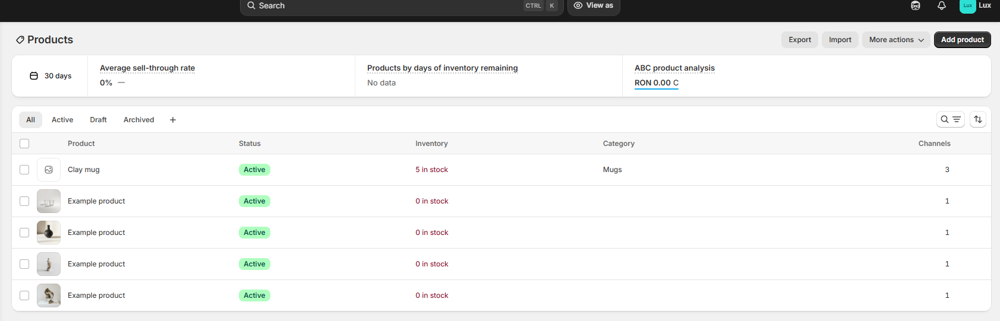 Search CTRL K View as Lux Lux
Products Export Import More actions Add product
30 days
Average sell-through rate
0% —
Products by days of inventory remaining
No data
ABC product analysis
RON 0.00 C
All Active Draft Archived +
Product Status Inventory Category Channels
Clay mug Active 5 in stock Mugs 3
Example product Active 0 in stock 1
Example product Active 0 in stock 1
Example product Active 0 in stock 1
Example product Active 0 in stock 1